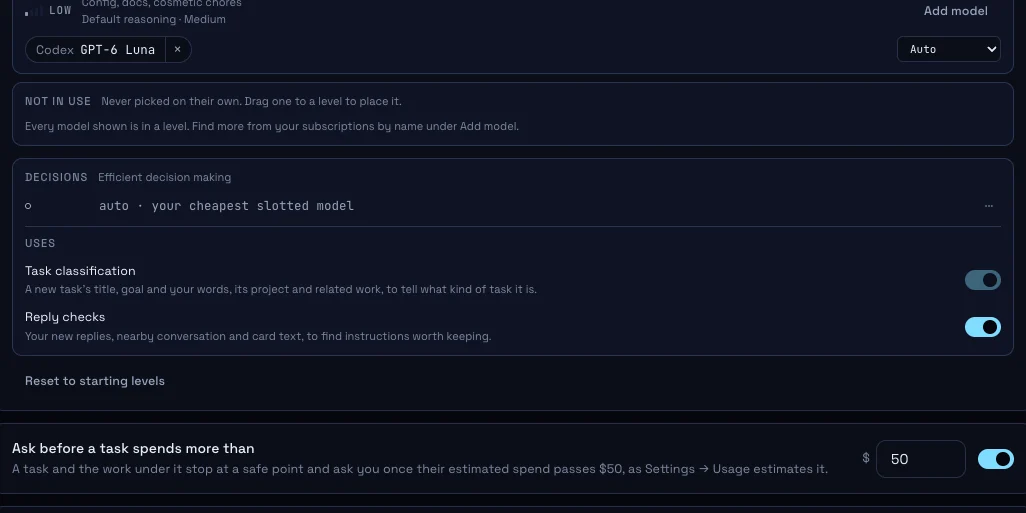 LOW
Config, docs, cosmetic chores
Default reasoning · Medium
Add model
Codex GPT-6 Luna ×
Auto
NOT IN USE Never picked on their own. Drag one to a level to place it.
Every model shown is in a level. Find more from your subscriptions by name under Add model.
DECISIONS Efficient decision making
auto · your cheapest slotted model ...
USES
Task classification
A new task's title, goal and your words, its project and related work, to tell what kind of task it is.
Reply checks
Your new replies, nearby conversation and card text, to find instructions worth keeping.
Reset to starting levels
Ask before a task spends more than
A task and the work under it stop at a safe point and ask you once their estimated spend passes $50, as Settings → Usage estimates it.
$ 50